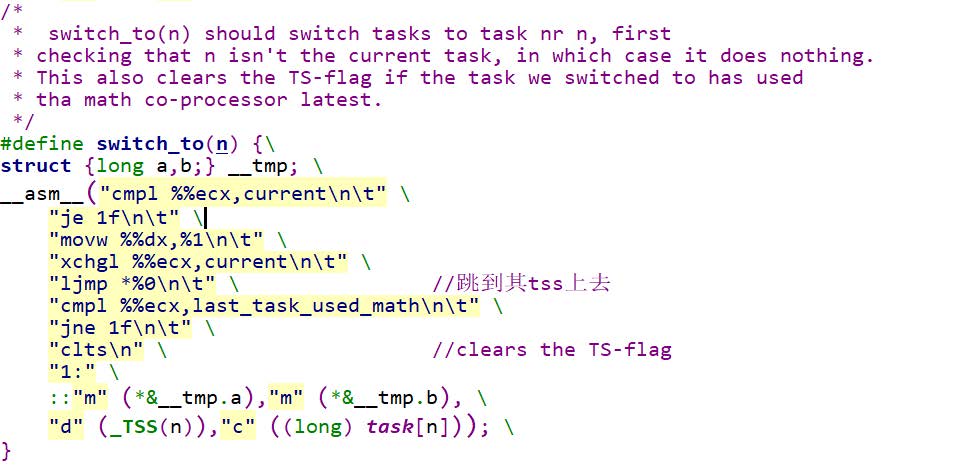 /*
 *  switch_to(n) should switch tasks to task nr n, first
 * checking that n isn't the current task, in which case it does nothing.
 * This also clears the TS-flag if the task we switched to has used
 * tha math co-processor latest.
 */
#define switch_to(n) {\
struct {long a,b;} __tmp; \
__asm__("cmpl %%ecx,current\n\t" \
    "je 1f\n\t" \
    "movw %%dx,%1\n\t" \
    "xchgl %%ecx,current\n\t" \
    "ljmp *%0\n\t" \                //跳到其tss上去
    "cmpl %%ecx,last_task_used_math\n\t" \
    "jne 1f\n\t" \
    "clts\n" \                      //clears the TS-flag
    "1:" \
    ::"m" (*&__tmp.a),"m" (*&__tmp.b), \
    "d" (_TSS(n)),"c" ((long) task[n])); \
}